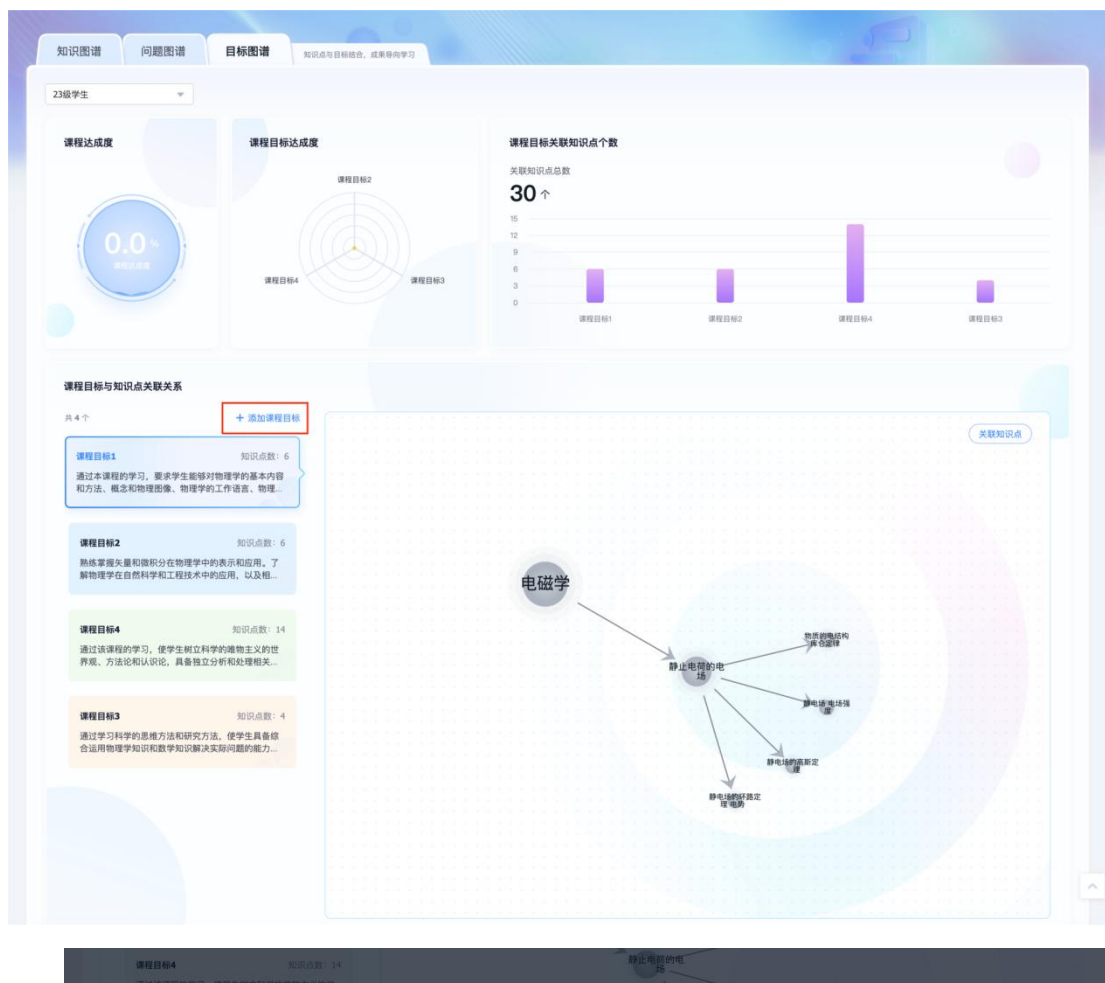 知识图谱
问题图谱
目标图谱
知识点与目标结合，成果导向学习
23级学生
课程达成度
0.0%
课程达成度
课程目标达成度
课程目标2
课程目标4
课程目标3
课程目标关联知识点个数
关联知识点总数
30 个
15
12
9
6
3
0
课程目标1
课程目标2
课程目标4
课程目标3
课程目标与知识点关联关系
共 4 个
+ 添加课程目标
课程目标1
知识点数：6
通过本课程的学习，要求学生能够对物理学的基本内容
和方法、概念和物理图像、物理学的工作语言、物理...
课程目标2
知识点数：6
熟练掌握矢量和微积分在物理学中的表示和应用。了
解物理学在自然科学和工程技术中的应用，以及相...
课程目标4
知识点数：14
通过该课程的学习，使学生树立科学的唯物主义的世
界观、方法论和认识论，具备独立分析和处理相关...
课程目标3
知识点数：4
通过学习科学的思维方法和研究方法，使学生具备综
合运用物理学知识和数学知识解决实际问题的能力...
关联知识点
电磁学
静止电荷的电
场
物质的电结构
库仑定律
静电场 电场强
度
静电场的高斯定
理
静电场的环路定
理 电势
课程目标4
知识点数：14
静止电荷的电
场